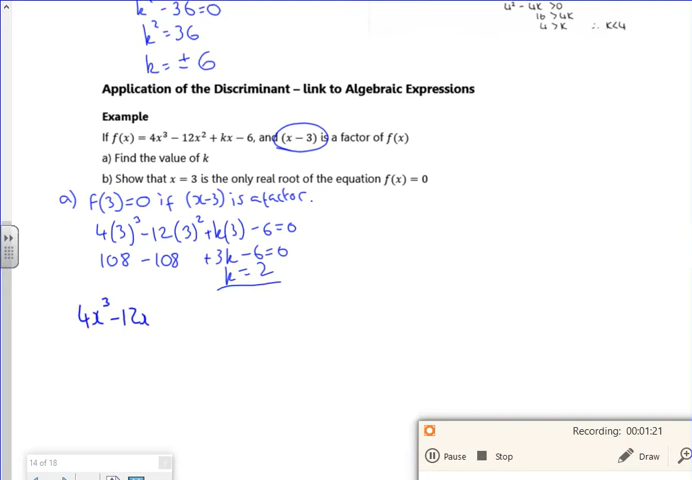 k² - 36 = 0
k² = 36
k = ± 6
4² - 4k > 0
16 > 4k
4 > k ∴ k < 4
Application of the Discriminant – link to Algebraic Expressions
Example
If f(x) = 4x³ − 12x² + kx − 6, and (x − 3) is a factor of f(x)
a) Find the value of k
b) Show that x = 3 is the only real root of the equation f(x) = 0
a) f(3)=0 if (x-3) is a factor.
4(3)³ -12(3)² + k(3) - 6 = 0
108 - 108 + 3k - 6 = 0
k = 2
4x³ - 12x
Recording: 00:01:21
Pause Stop Draw
14 of 18